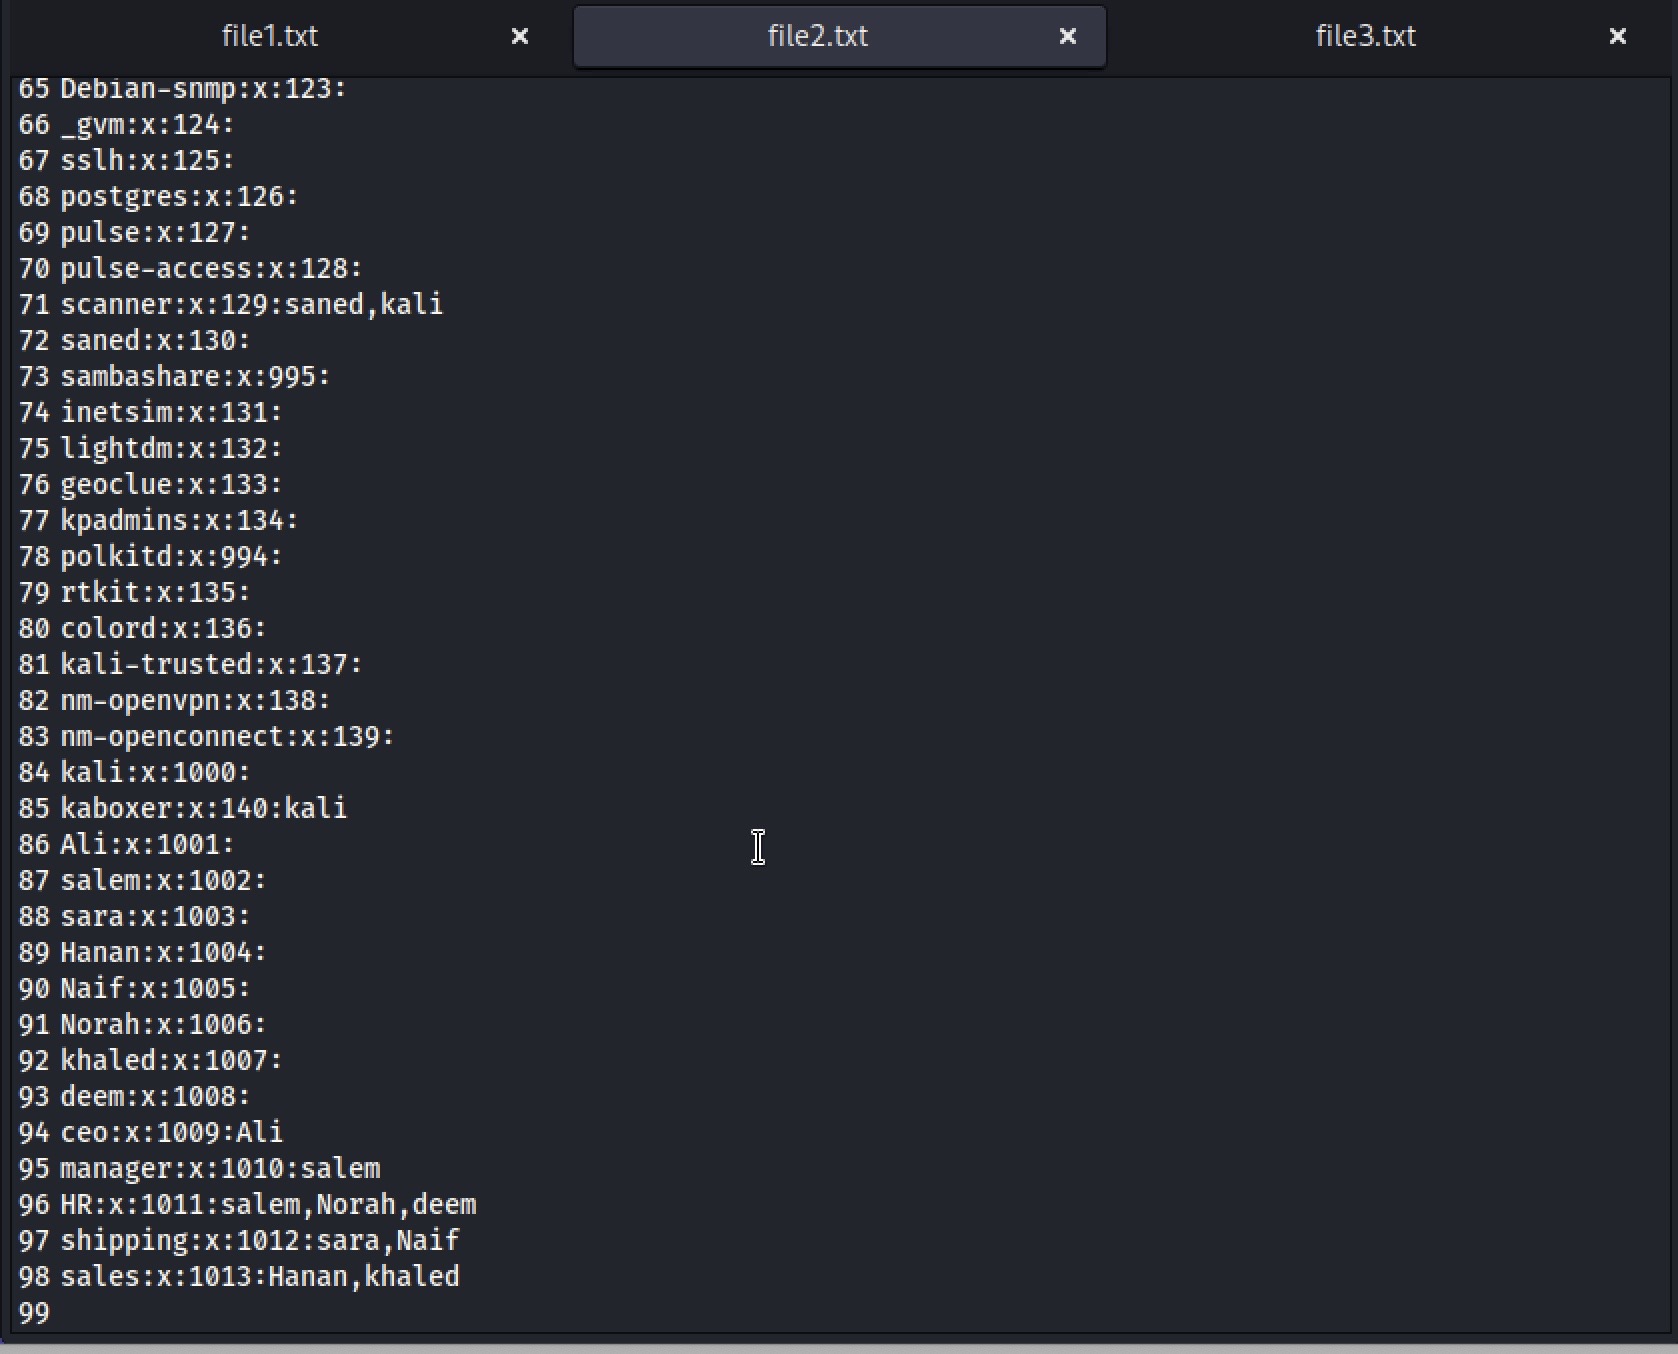 file1.txt × file2.txt × file3.txt ×
65 Debian-snmp:x:123:
66 _gvm:x:124:
67 sslh:x:125:
68 postgres:x:126:
69 pulse:x:127:
70 pulse-access:x:128:
71 scanner:x:129:saned,kali
72 saned:x:130:
73 sambashare:x:995:
74 inetsim:x:131:
75 lightdm:x:132:
76 geoclue:x:133:
77 kpadmins:x:134:
78 polkitd:x:994:
79 rtkit:x:135:
80 colord:x:136:
81 kali-trusted:x:137:
82 nm-openvpn:x:138:
83 nm-openconnect:x:139:
84 kali:x:1000:
85 kaboxer:x:140:kali
86 Ali:x:1001:
87 salem:x:1002:
88 sara:x:1003:
89 Hanan:x:1004:
90 Naif:x:1005:
91 Norah:x:1006:
92 khaled:x:1007:
93 deem:x:1008:
94 ceo:x:1009:Ali
95 manager:x:1010:salem
96 HR:x:1011:salem,Norah,deem
97 shipping:x:1012:sara,Naif
98 sales:x:1013:Hanan,khaled
99